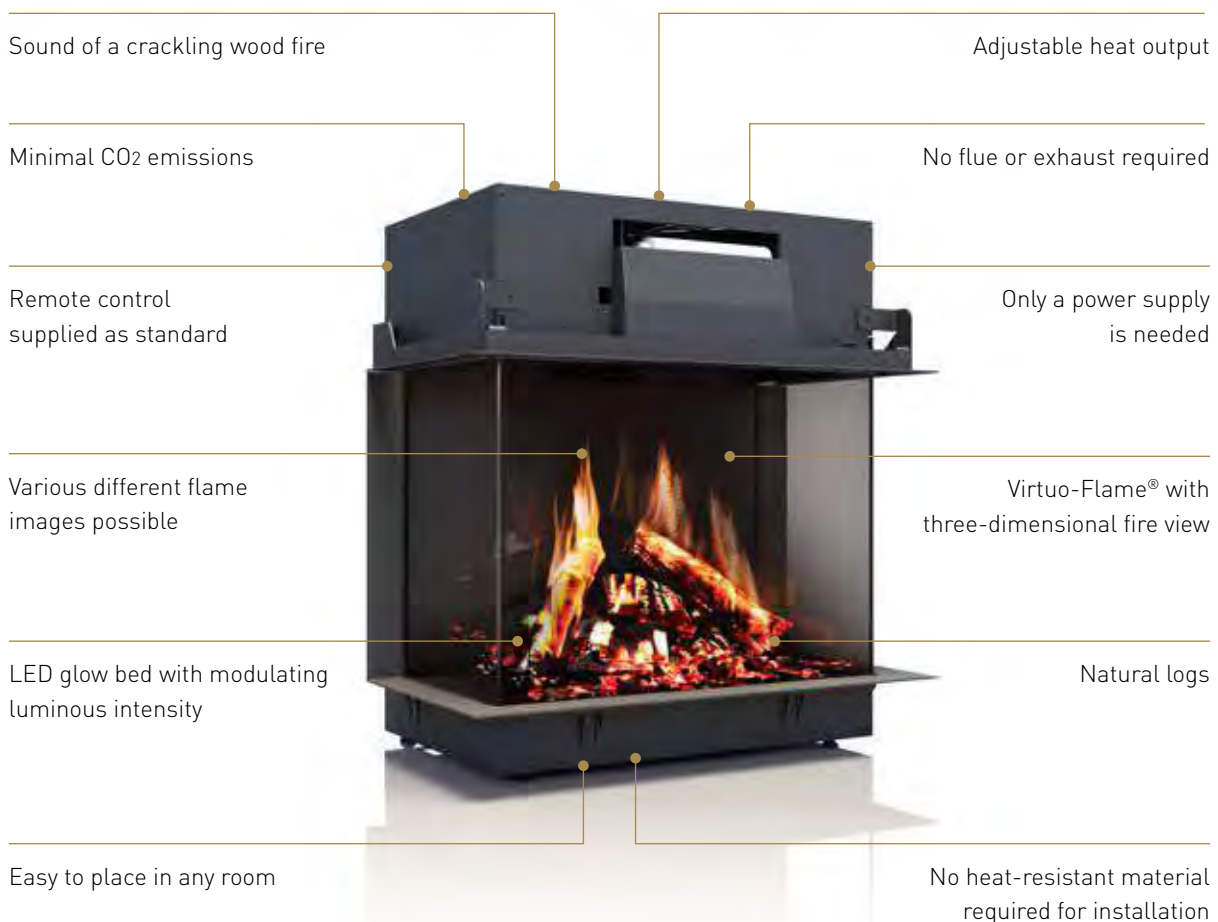 Sound of a crackling wood fire
Adjustable heat output
Minimal CO2 emissions
No flue or exhaust required
Remote control
supplied as standard
Only a power supply
is needed
Various different flame
images possible
Virtuo-Flame® with
three-dimensional fire view
LED glow bed with modulating
luminous intensity
Natural logs
Easy to place in any room
No heat-resistant material
required for installation